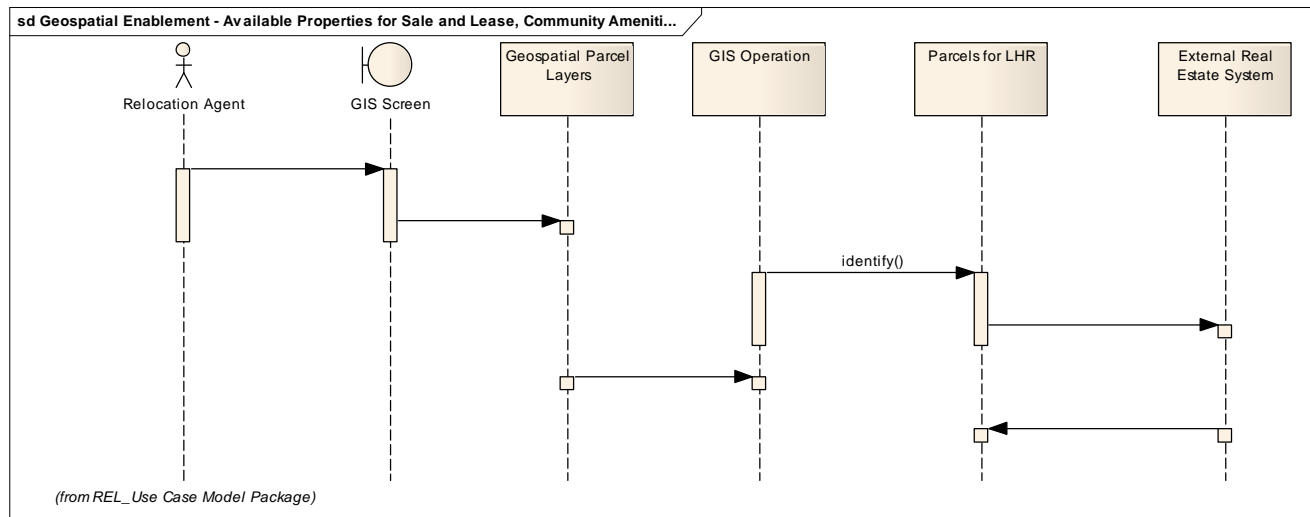 sd Geospatial Enablement - Available Properties for Sale and Lease, Community Ameniti...
Relocation Agent
GIS Screen
Geospatial Parcel
Layers
GIS Operation
Parcels for LHR
External Real
Estate System
identify()
(from REL_Use Case Model Package)